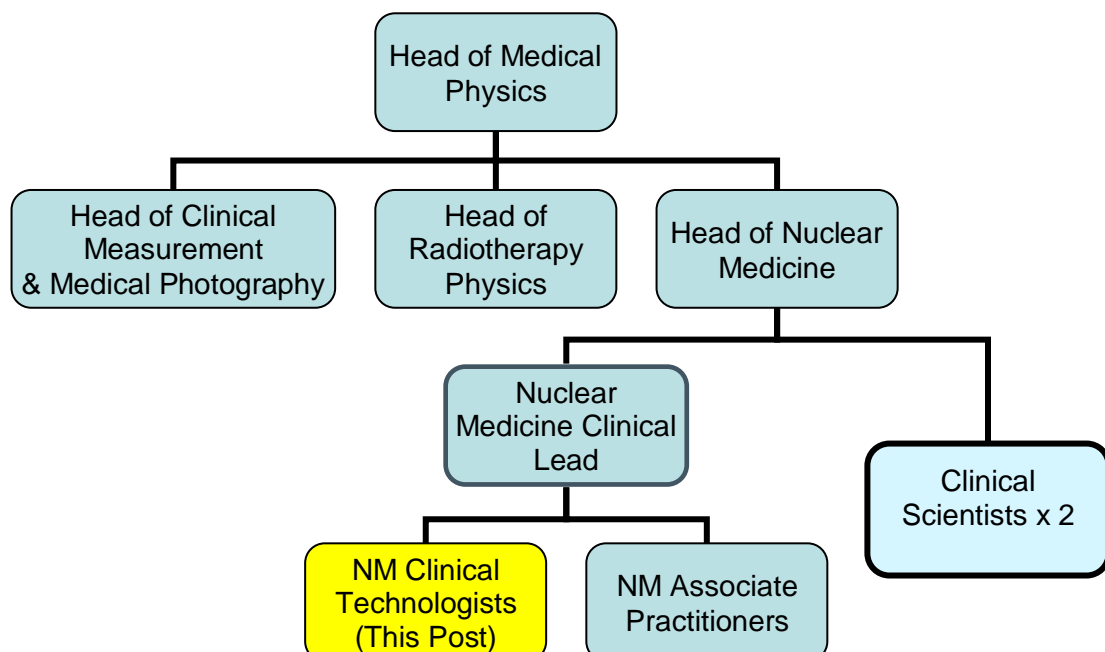 Head of Medical
Physics
Head of Clinical
Measurement
& Medical Photography
Head of
Radiotherapy
Physics
Head of Nuclear
Medicine
Nuclear
Medicine Clinical
Lead
Clinical
Scientists x 2
NM Clinical
Technologists
(This Post)
NM Associate
Practitioners